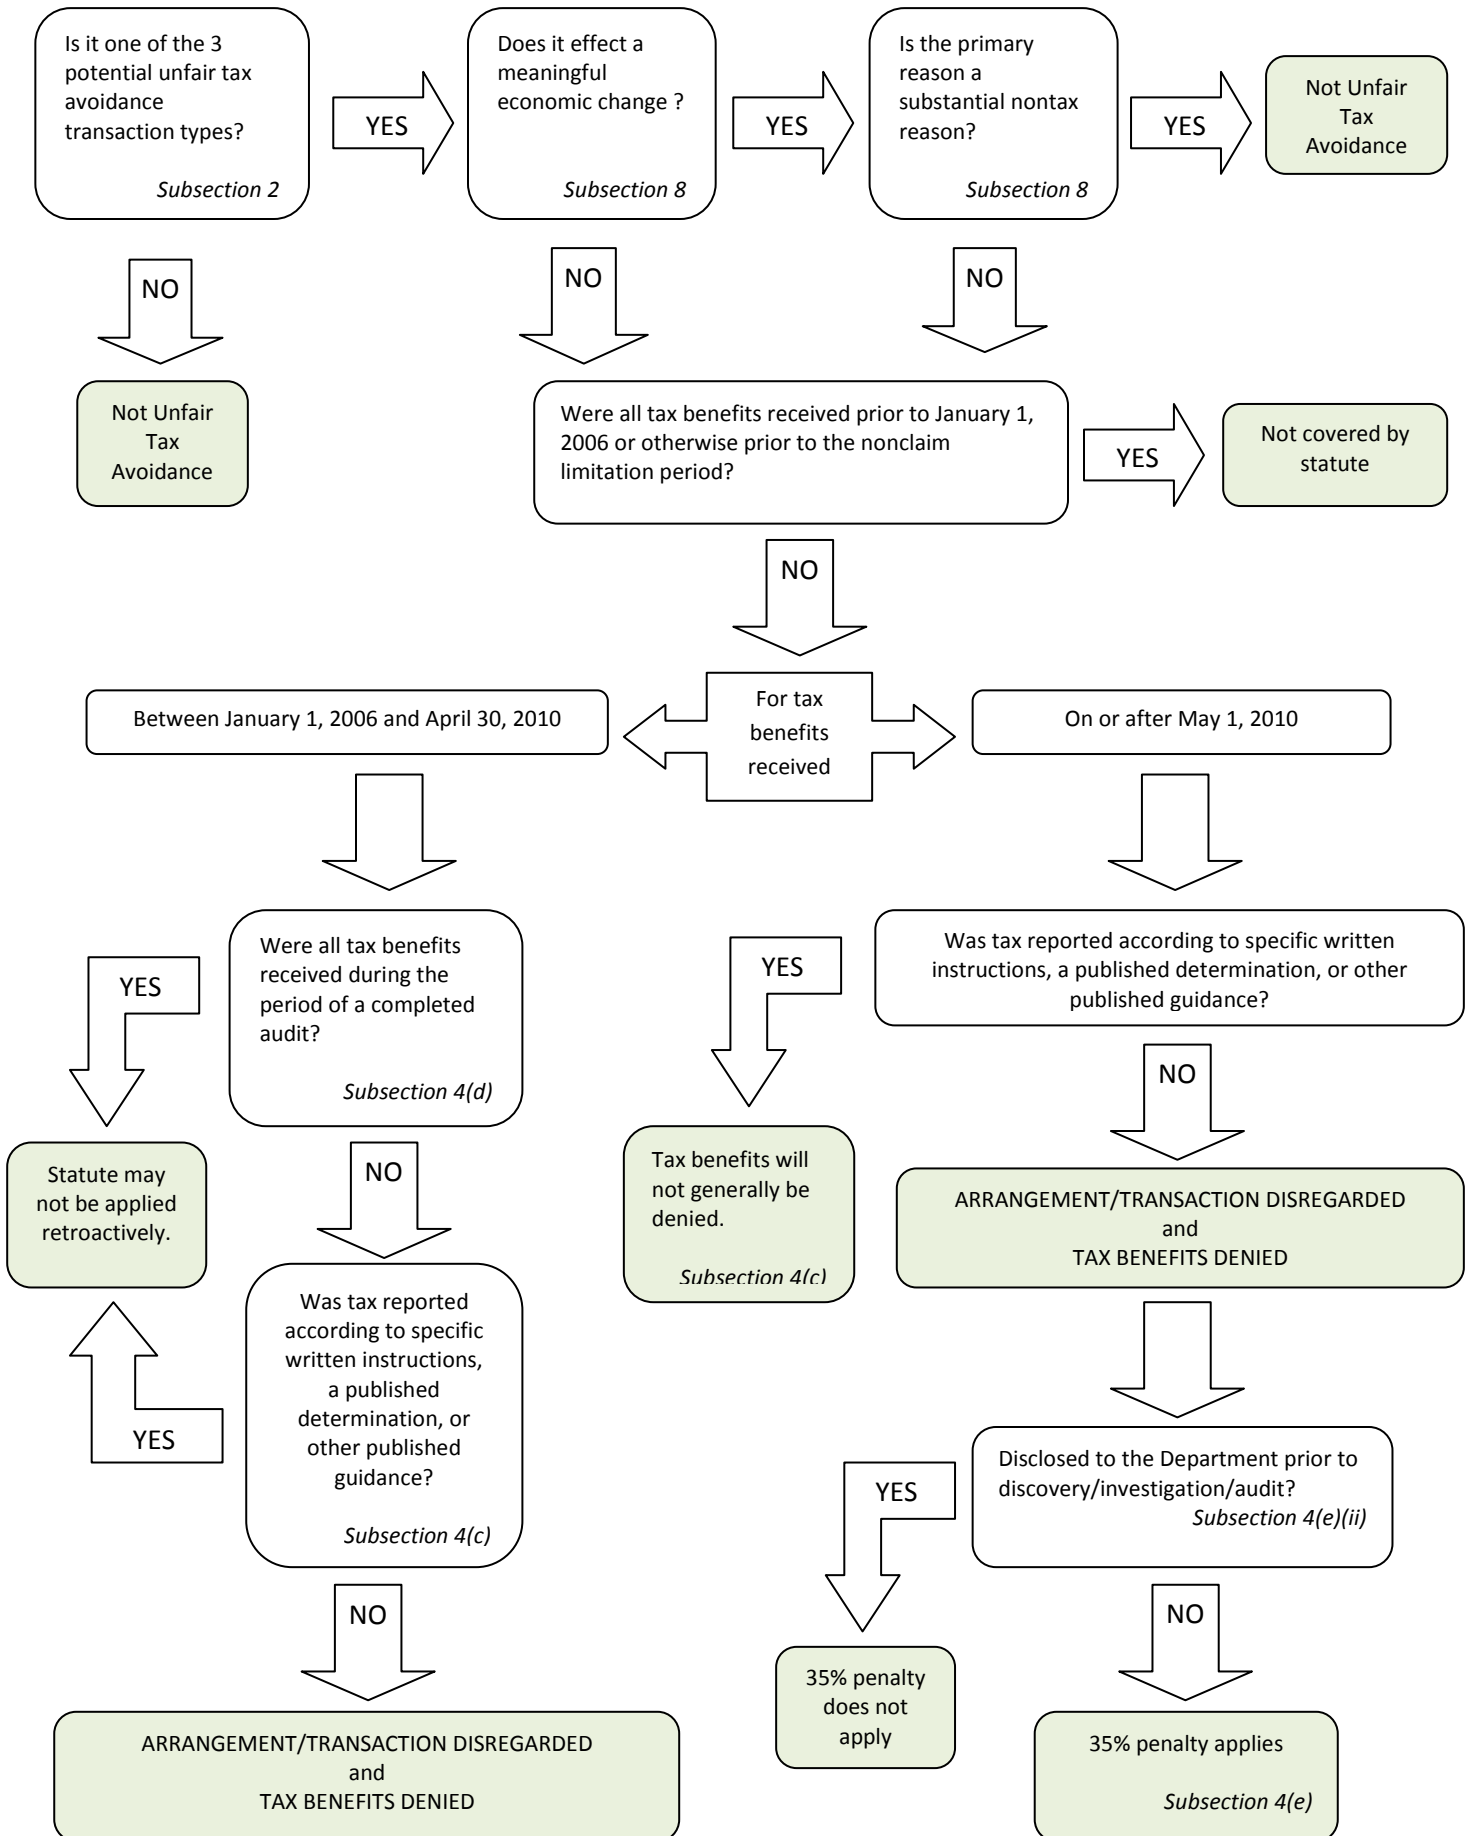 Is it one of the 3
potential unfair tax
avoidance
transaction types?
Subsection 2
YES
Does it effect a
meaningful
economic change ?
Subsection 8
YES
Is the primary
reason a
substantial nontax
reason?
Subsection 8
YES
Not Unfair
Tax
Avoidance
NO
NO
NO
Not Unfair
Tax
Avoidance
Were all tax benefits received prior to January 1,
2006 or otherwise prior to the nonclaim
limitation period?
YES
Not covered by
statute
NO
Between January 1, 2006 and April 30, 2010
For tax
benefits
received
On or after May 1, 2010
Were all tax benefits
received during the
period of a completed
audit?
Subsection 4(d)
YES
YES
Was tax reported according to specific written
instructions, a published determination, or other
published guidance?
NO
Statute may
not be applied
retroactively.
NO
Tax benefits will
not generally be
denied.
Subsection 4(c)
ARRANGEMENT/TRANSACTION DISREGARDED
and
TAX BENEFITS DENIED
Was tax reported
according to specific
written instructions,
a published
determination, or
other published
guidance?
Subsection 4(c)
YES
YES
Disclosed to the Department prior to
discovery/investigation/audit?
Subsection 4(e)(ii)
NO
NO
35% penalty
does not
apply
ARRANGEMENT/TRANSACTION DISREGARDED
and
TAX BENEFITS DENIED
35% penalty applies
Subsection 4(e)